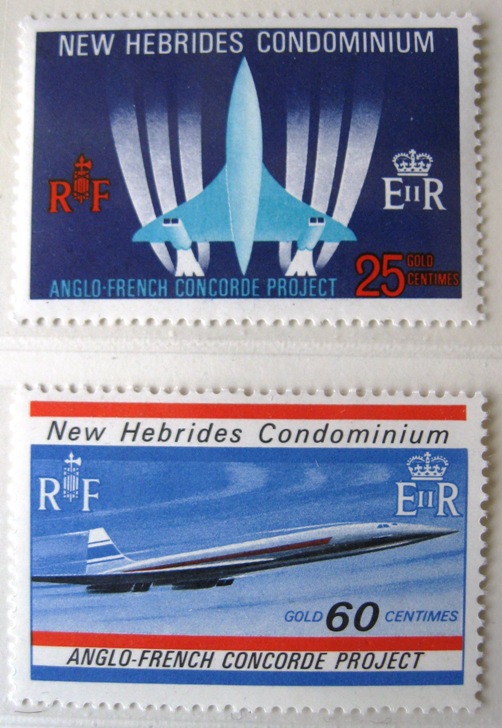 NEW HEBRIDES CONDOMINIUM
RF
EIIR
25 GOLD CENTIMES
ANGLO-FRENCH CONCORDE PROJECT
New Hebrides Condominium
RF
EIIR
GOLD 60 CENTIMES
ANGLO-FRENCH CONCORDE PROJECT